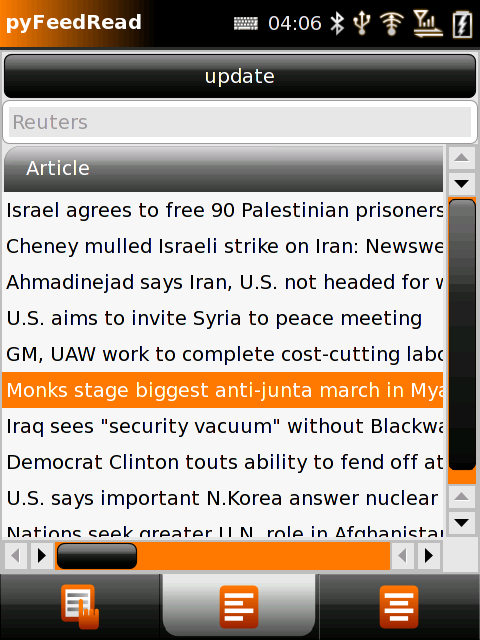 pyFeedRead 04:06
update
Reuters
Article
Israel agrees to free 90 Palestinian prisoners
Cheney mulled Israeli strike on Iran: Newswe
Ahmadinejad says Iran, U.S. not headed for w
U.S. aims to invite Syria to peace meeting
GM, UAW work to complete cost-cutting labo
Monks stage biggest anti-junta march in Mya
Iraq sees "security vacuum" without Blackwa
Democrat Clinton touts ability to fend off at
U.S. says important N.Korea answer nuclear
Nations seek greater U.N. role in Afghanistan